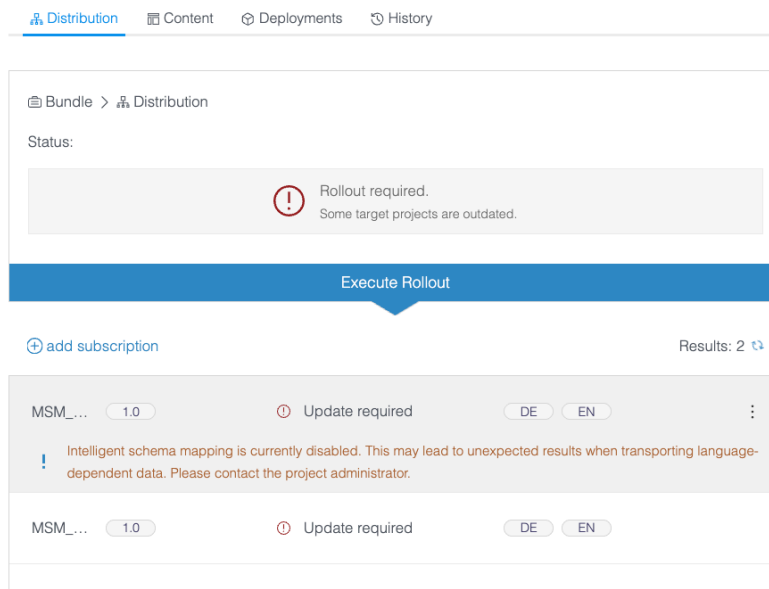 Distribution Content Deployments History
Bundle > Distribution
Status:
Rollout required.
Some target projects are outdated.
Execute Rollout
add subscription Results: 2
MSM_... 1.0 Update required DE EN
Intelligent schema mapping is currently disabled. This may lead to unexpected results when transporting language-
dependent data. Please contact the project administrator.
MSM_... 1.0 Update required DE EN